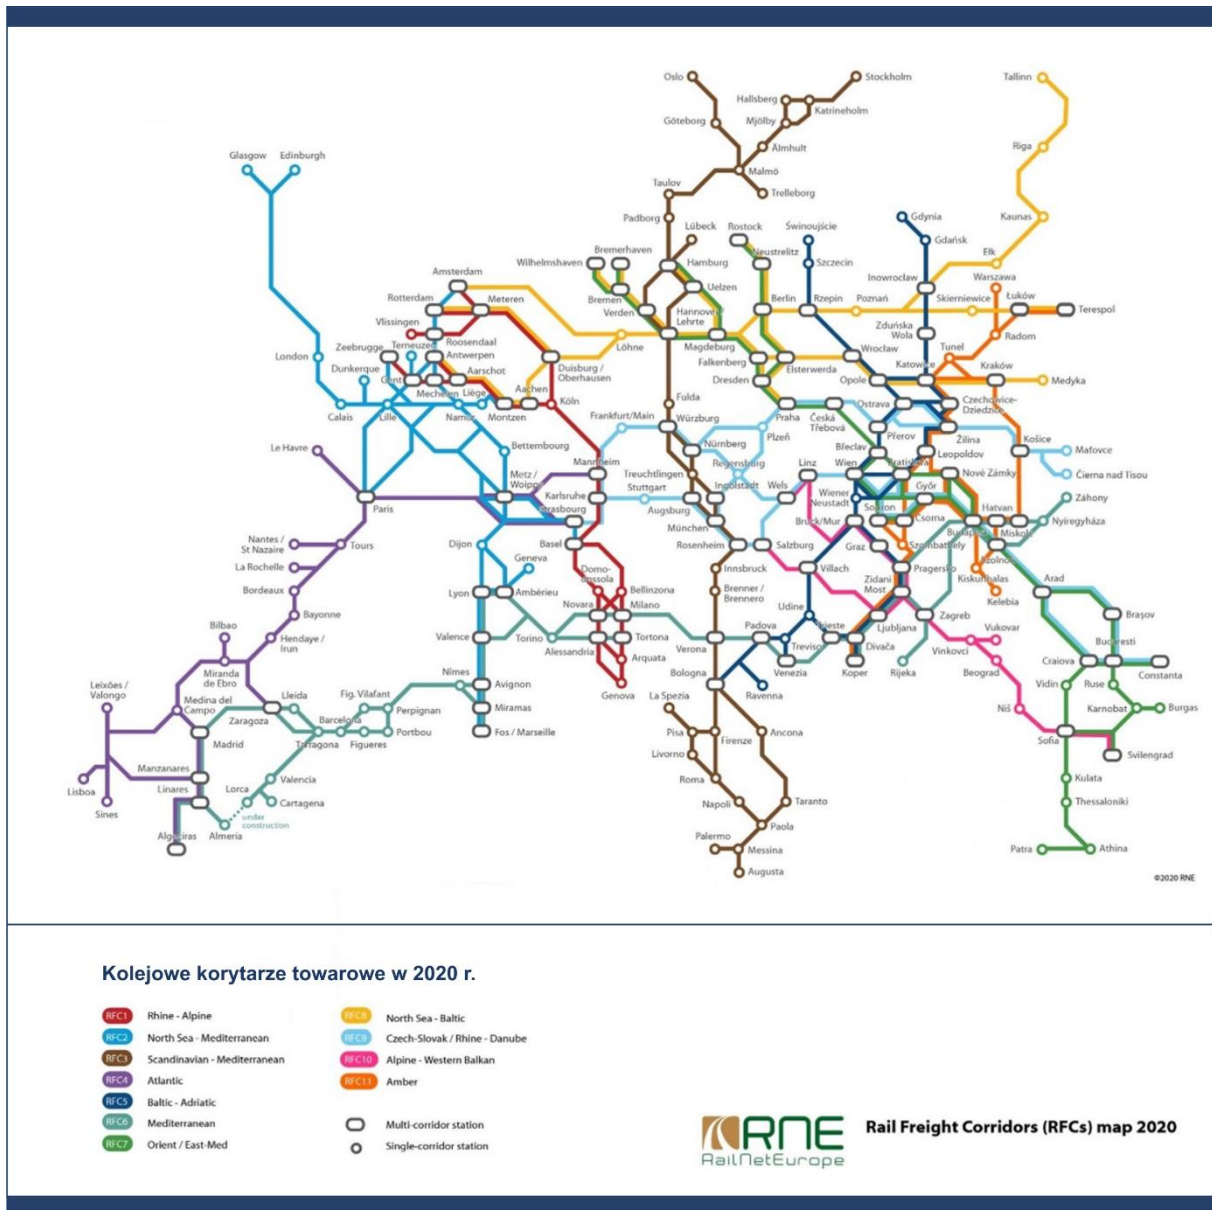 Oslo
Stockholm
Tallinn
Hallsberg
Katrineholm
Göteborg
Mjölby
Älmhult
Riga
Glasgow
Edinburgh
Malmö
Taulov
Trelleborg
Padborg
Lübeck
Rostock
Świnoujście
Gdynia
Kaunas
Gdańsk
Bremerhaven
Wilhelmshaven
Hamburg
Neustrelitz
Szczecin
Ełk
Amsterdam
Inowrocław
Warszawa
Rotterdam
Meteren
Bremen
Uelzen
Berlin
Rzepin
Poznań
Skierniewice
Łuków
Terespol
Verden
Hannover/
Lehrte
Vlissingen
Roosendaal
Zduńska
Wola
Radom
Zeebrugge
Terneuzen
Antwerpen
Löhne
Magdeburg
Wrocław
Tunel
London
Dunkerque
Gent
Aarschot
Duisburg /
Oberhausen
Falkenberg
Elsterwerda
Katowice
Kraków
Mechelen
Liège
Aachen
Dresden
Opole
Medyka
Calais
Lille
Namur
Montzen
Köln
Fulda
Praha
Česká
Třebová
Ostrava
Czechowice-
Dziedzice
Frankfurt/Main
Würzburg
Plzeň
Přerov
Žilina
Le Havre
Bettembourg
Nürnberg
Břeclav
Leopoldov
Košice
Maťovce
Metz /
Woippy
Mannheim
Treuchtlingen
Regensburg
Linz
Wien
Bratislava
Nové Zámky
Čierna nad Tisou
Karlsruhe
Stuttgart
Ingolstadt
Wels
Győr
Paris
Strasbourg
Augsburg
Wiener
Neustadt
Sopron
Csorna
Hatvan
Záhony
Nyíregyháza
München
Bruck/Mur
Budapest
Miskolc
Nantes /
St Nazaire
Tours
Dijon
Basel
Rosenheim
Salzburg
Graz
Szombathely
Szolnok
Geneva
La Rochelle
Domo-
dossola
Innsbruck
Villach
Pragersko
Kiskunhalas
Arad
Bordeaux
Lyon
Ambérieu
Bellinzona
Brenner /
Brennero
Zidani
Most
Kelebia
Bayonne
Novara
Milano
Udine
Zagreb
Brașov
Bilbao
Hendaye /
Irun
Valence
Torino
Tortona
Padova
Trieste
Ljubljana
Vukovar
Alessandria
Verona
Treviso
Divača
Vinkovci
București
Miranda
de Ebro
Nîmes
Arquata
Venezia
Koper
Rijeka
Beograd
Craiova
Constanta
Leixões /
Valongo
Avignon
Bologna
Ravenna
Vidin
Ruse
Medina del
Campo
Lleida
Fig. Vilafant
Perpignan
Genova
La Spezia
Niš
Karnobat
Burgas
Zaragoza
Barcelona
Miramas
Madrid
Tarragona
Figueres
Portbou
Fos / Marseille
Pisa
Firenze
Ancona
Sofia
Svilengrad
Manzanares
Livorno
Lisboa
Linares
Valencia
Lorca
Roma
Kulata
Sines
Cartagena
Napoli
Taranto
Thessaloniki
under
construction
Algeciras
Almería
Paola
Palermo
Messina
Patra
Athina
Augusta
©2020 RNE
Kolejowe korytarze towarowe w 2020 r.
RFC1 Rhine - Alpine
RFC2 North Sea - Mediterranean
RFC3 Scandinavian - Mediterranean
RFC4 Atlantic
RFC5 Baltic - Adriatic
RFC6 Mediterranean
RFC7 Orient / East-Med
RFC8 North Sea - Baltic
RFC9 Czech-Slovak / Rhine - Danube
RFC10 Alpine - Western Balkan
RFC11 Amber
Multi-corridor station
Single-corridor station
RNE
RailNetEurope
Rail Freight Corridors (RFCs) map 2020